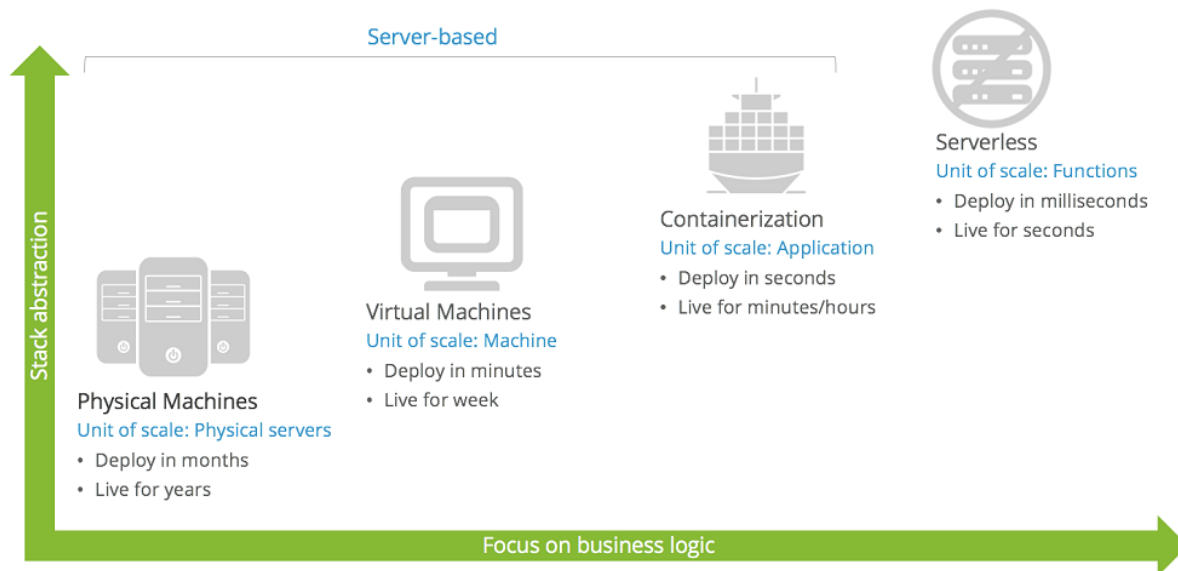 Server-based
Serverless
Unit of scale: Functions
• Deploy in milliseconds
• Live for seconds
Containerization
Unit of scale: Application
• Deploy in seconds
• Live for minutes/hours
Virtual Machines
Unit of scale: Machine
• Deploy in minutes
• Live for week
Physical Machines
Unit of scale: Physical servers
• Deploy in months
• Live for years
Stack abstraction
Focus on business logic